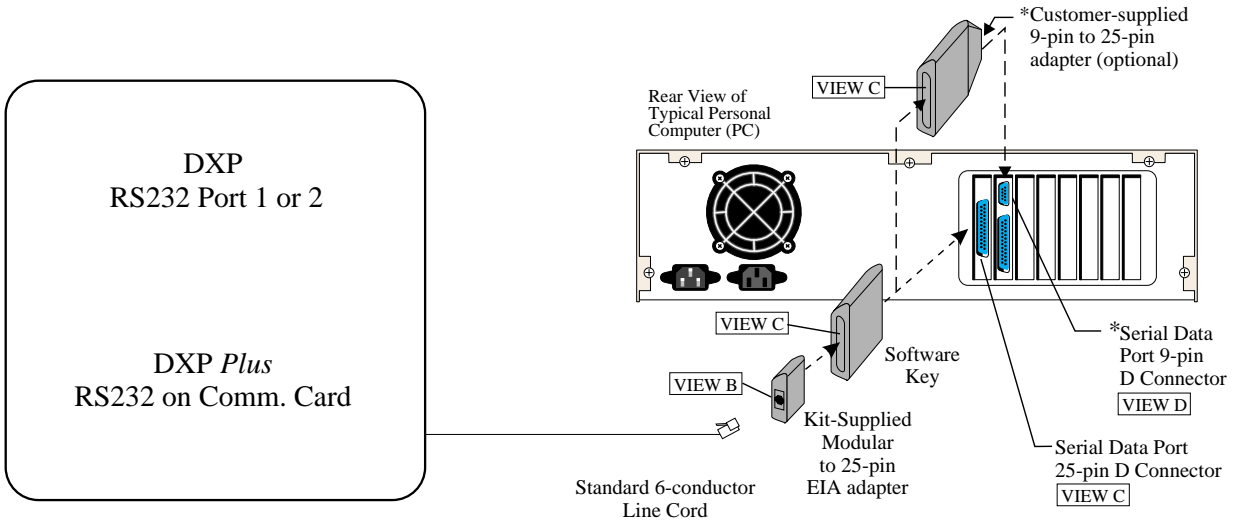 *Customer-supplied
9-pin to 25-pin
adapter (optional)
VIEW C
Rear View of
Typical Personal
Computer (PC)
DXP
RS232 Port 1 or 2
DXP Plus
RS232 on Comm. Card
VIEW C
Software
Key
VIEW B
Kit-Supplied
Modular
to 25-pin
EIA adapter
Standard 6-conductor
Line Cord
*Serial Data
Port 9-pin
D Connector
VIEW D
Serial Data Port
25-pin D Connector
VIEW C